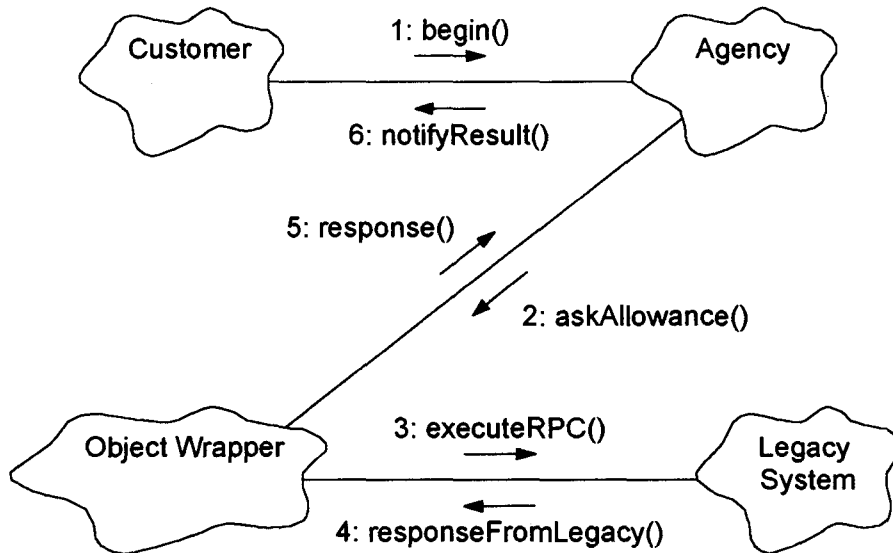 Customer
1: begin()
Agency
6: notifyResult()
5: response()
2: askAllowance()
Object Wrapper
3: executeRPC()
Legacy
System
4: responseFromLegacy()